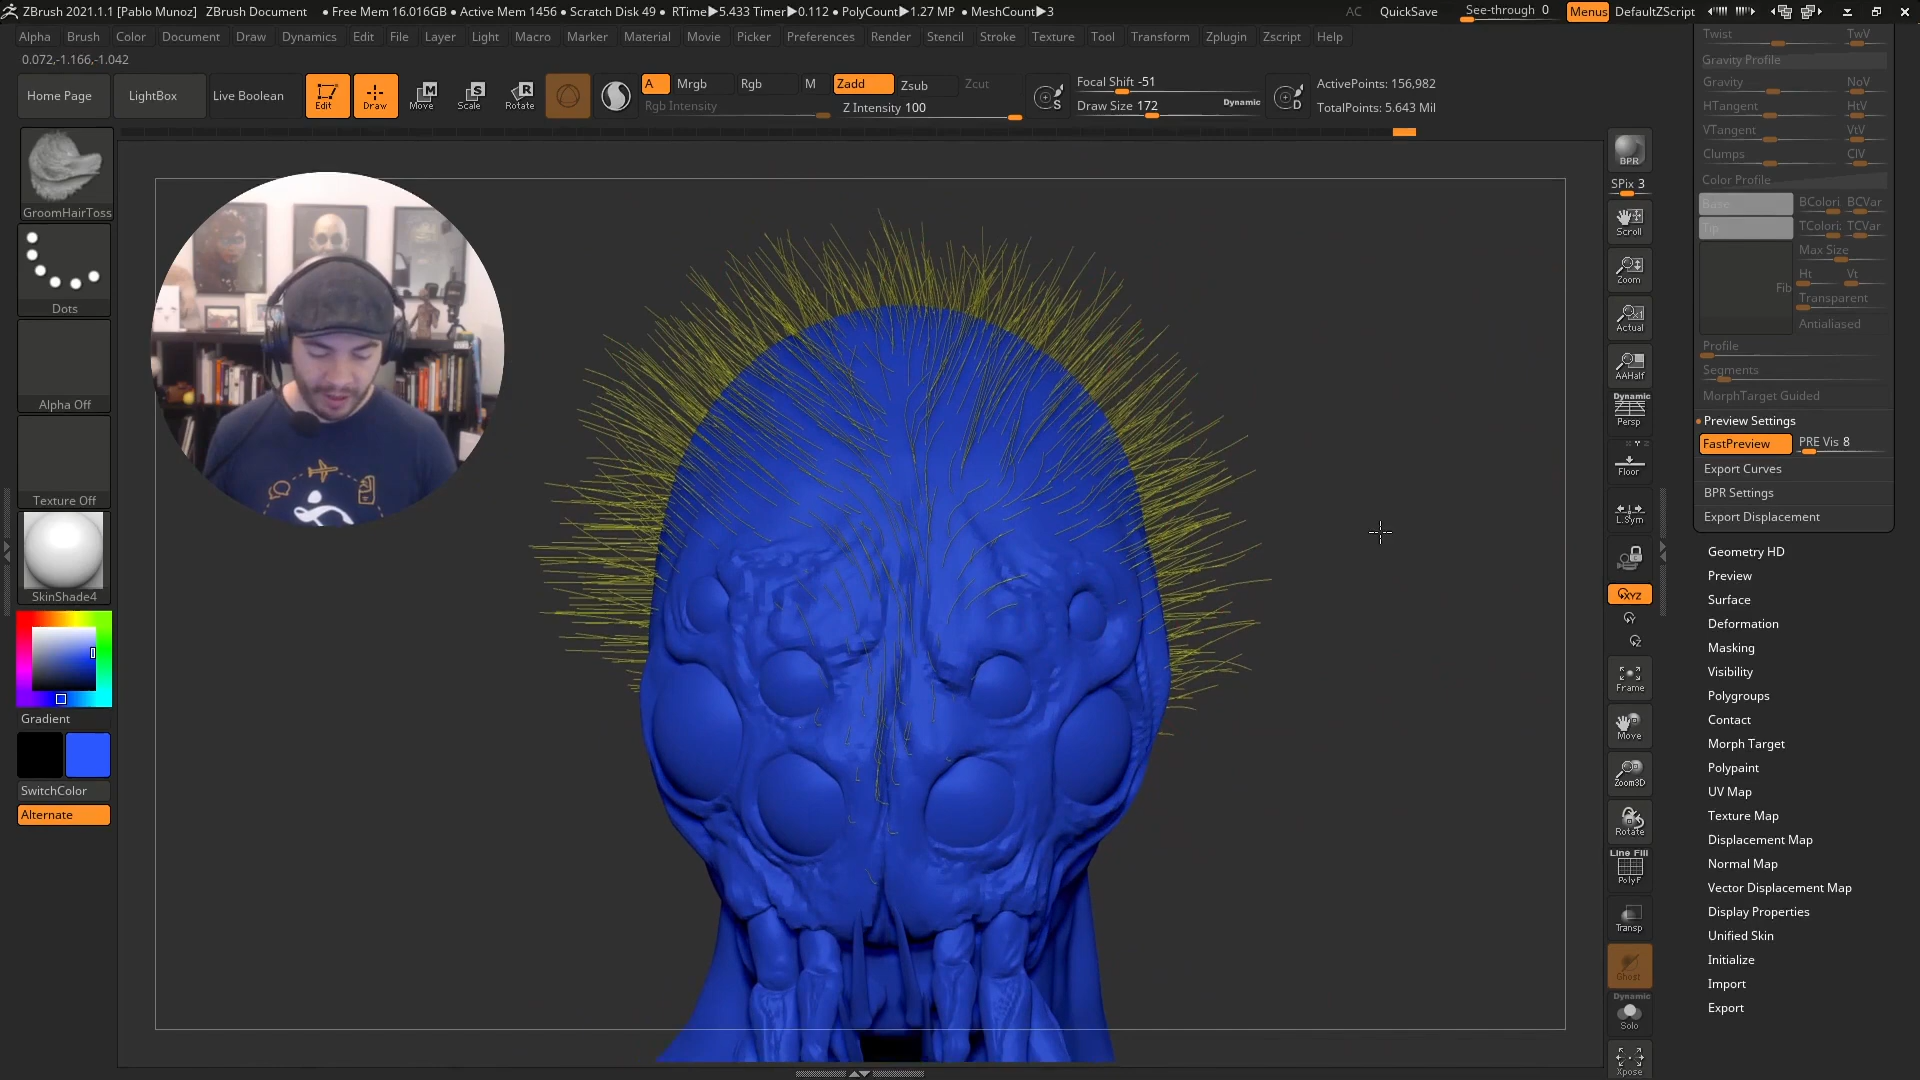 ZBrush 2021.1.1 [Pablo Munoz] ZBrush Document ● Free Mem 16.016GB ● Active Mem 1456 ● Scratch Disk 49 ● RTime▶5.433 Timer▶0.112 ● PolyCount▶1.27 MP ● MeshCount▶3 AC QuickSave See-through 0 Menus DefaultZScript
Alpha Brush Color Document Draw Dynamics Edit File Layer Light Macro Marker Material Movie Picker Preferences Render Stencil Stroke Texture Tool Transform Zplugin Zscript Help
0.072,-1.166,-1.042
Home Page LightBox Live Boolean Edit Draw Move Scale Rotate
A Mrgb Rgb M Zadd Zsub Zcut
Rgb Intensity Z Intensity 100
Focal Shift -51
Draw Size 172 Dynamic
S D
ActivePoints: 156,982
TotalPoints: 5.643 Mil
GroomHairToss
Dots
Alpha Off
Texture Off
SkinShade4
Gradient
SwitchColor
Alternate
BPR
SPix 3
Scroll
Zoom
Actual
AAHalf
Dynamic
Persp
Floor
L.Sym
XYZ
Frame
Move
Zoom3D
Rotate
Line Fill
PolyF
Transp
Ghost
Dynamic
Solo
Xpose
Twist TwV
Gravity Profile
Gravity NoV
HTangent HtV
VTangent VtV
Clumps ClV
Color Profile
Base BColori BCVar
Tip TColori: TCVar
Max Size
Ht Vt
Fib
Transparent
Antialiased
Profile
Segments
MorphTarget Guided
Preview Settings
FastPreview PRE Vis 8
Export Curves
BPR Settings
Export Displacement
Geometry HD
Preview
Surface
Deformation
Masking
Visibility
Polygroups
Contact
Morph Target
Polypaint
UV Map
Texture Map
Displacement Map
Normal Map
Vector Displacement Map
Display Properties
Unified Skin
Initialize
Import
Export